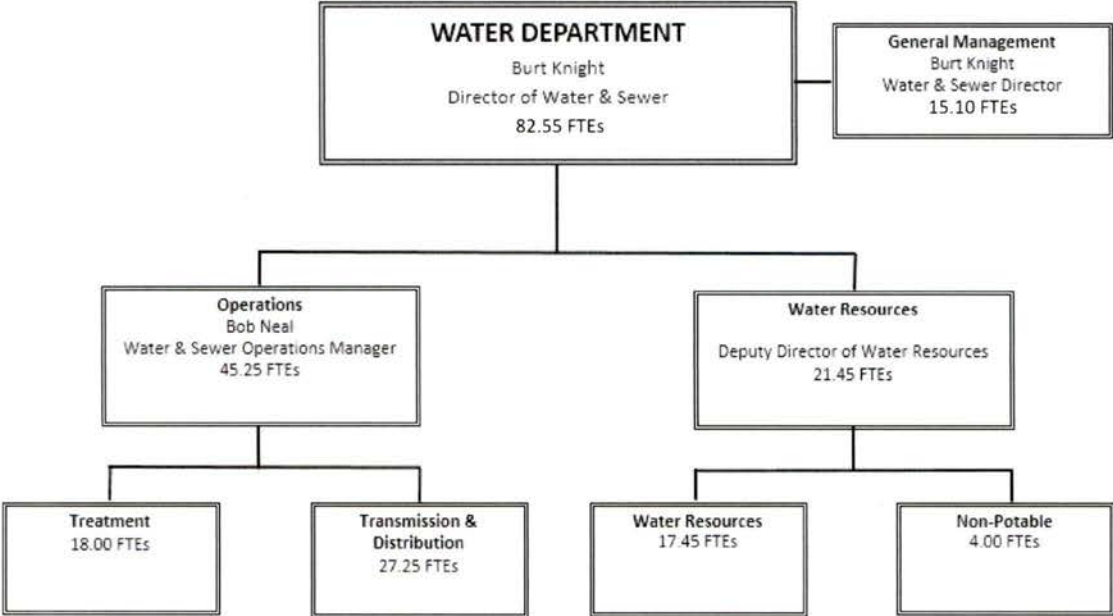 WATER DEPARTMENT
Burt Knight
Director of Water & Sewer
82.55 FTEs
General Management
Burt Knight
Water & Sewer Director
15.10 FTEs
Operations
Bob Neal
Water & Sewer Operations Manager
45.25 FTEs
Water Resources
Deputy Director of Water Resources
21.45 FTEs
Treatment
18.00 FTEs
Transmission &
Distribution
27.25 FTEs
Water Resources
17.45 FTEs
Non-Potable
4.00 FTEs